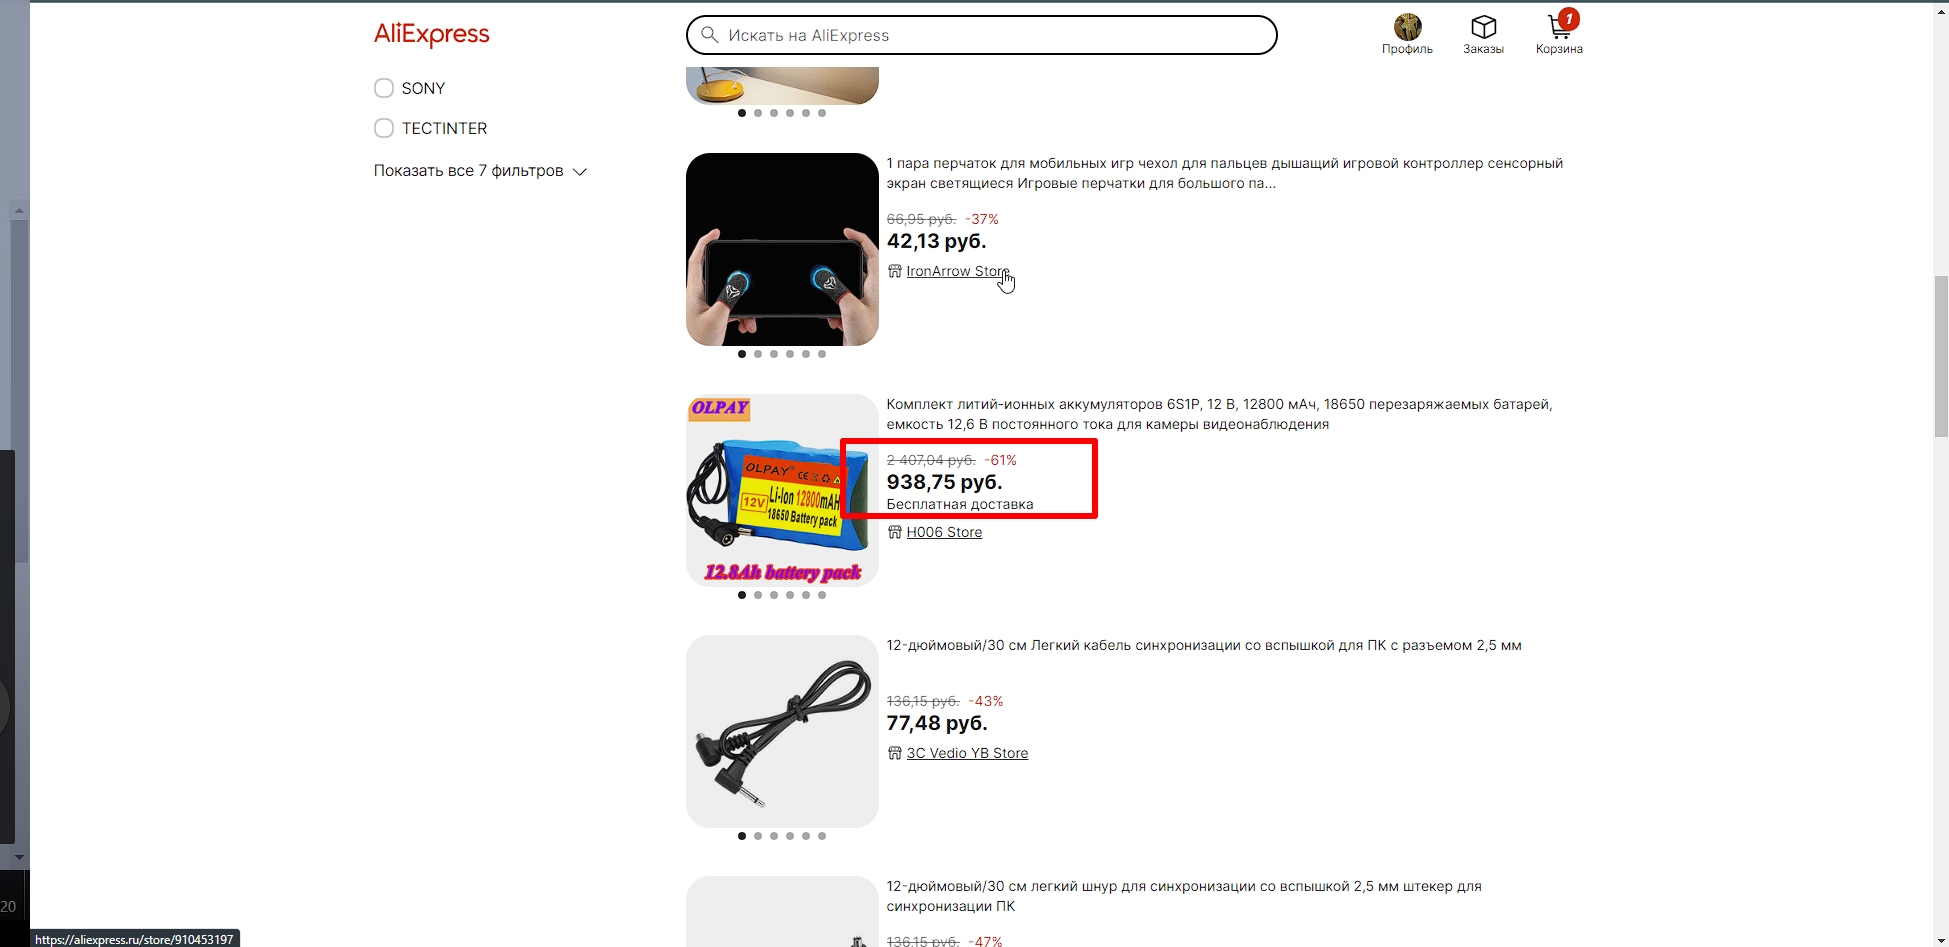 AliExpress
Искать на AliExpress
Профиль
Заказы
1
Корзина
SONY
TECTINTER
Показать все 7 фильтров
1 пара перчаток для мобильных игр чехол для пальцев дышащий игровой контроллер сенсорный
экран светящиеся Игровые перчатки для большого па...
66,95 руб. -37%
42,13 руб.
IronArrow Store
OLPAY
OLPAY
12V
Li-Ion 12800mAH
18650 Battery pack
12.8Ah battery pack
Комплект литий-ионных аккумуляторов 6S1P, 12 В, 12800 мАч, 18650 перезаряжаемых батарей,
емкость 12,6 В постоянного тока для камеры видеонаблюдения
2 407,04 руб. -61%
938,75 руб.
Бесплатная доставка
H006 Store
12-дюймовый/30 см Легкий кабель синхронизации со вспышкой для ПК с разъемом 2,5 мм
136,15 руб. -43%
77,48 руб.
3C Vedio YB Store
12-дюймовый/30 см легкий шнур для синхронизации со вспышкой 2,5 мм штекер для
синхронизации ПК
136,15 руб. -47%
20
https://aliexpress.ru/store/910453197